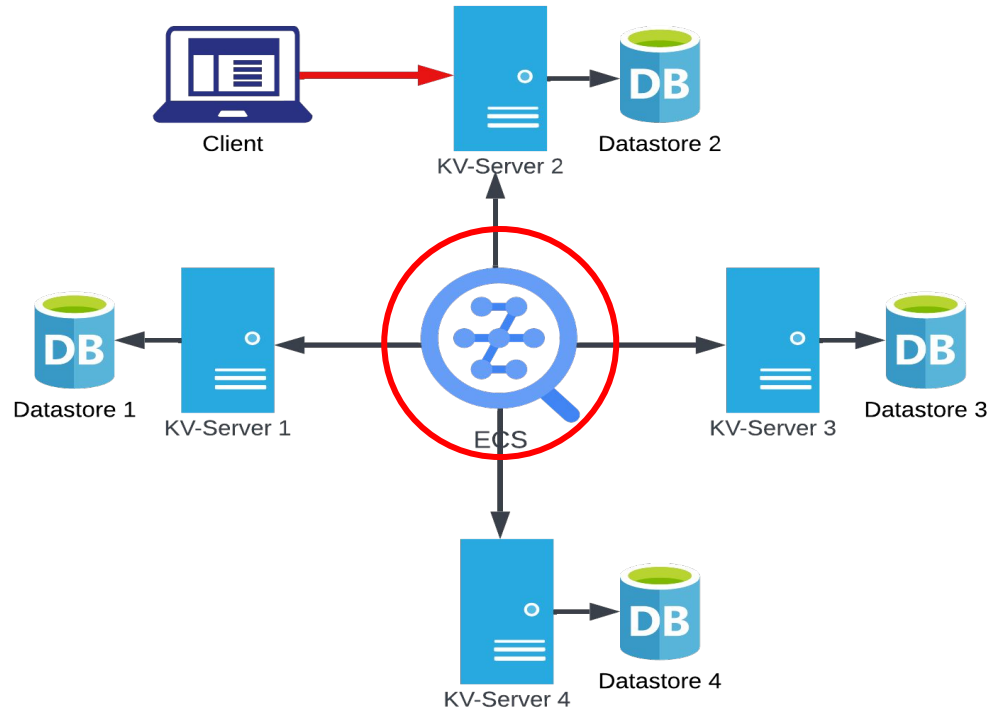 DB
Client
Datastore 2
KV-Server 2
DB
DB
Datastore 1
Datastore 3
KV-Server 1
KV-Server 3
ECS
DB
Datastore 4
KV-Server 4